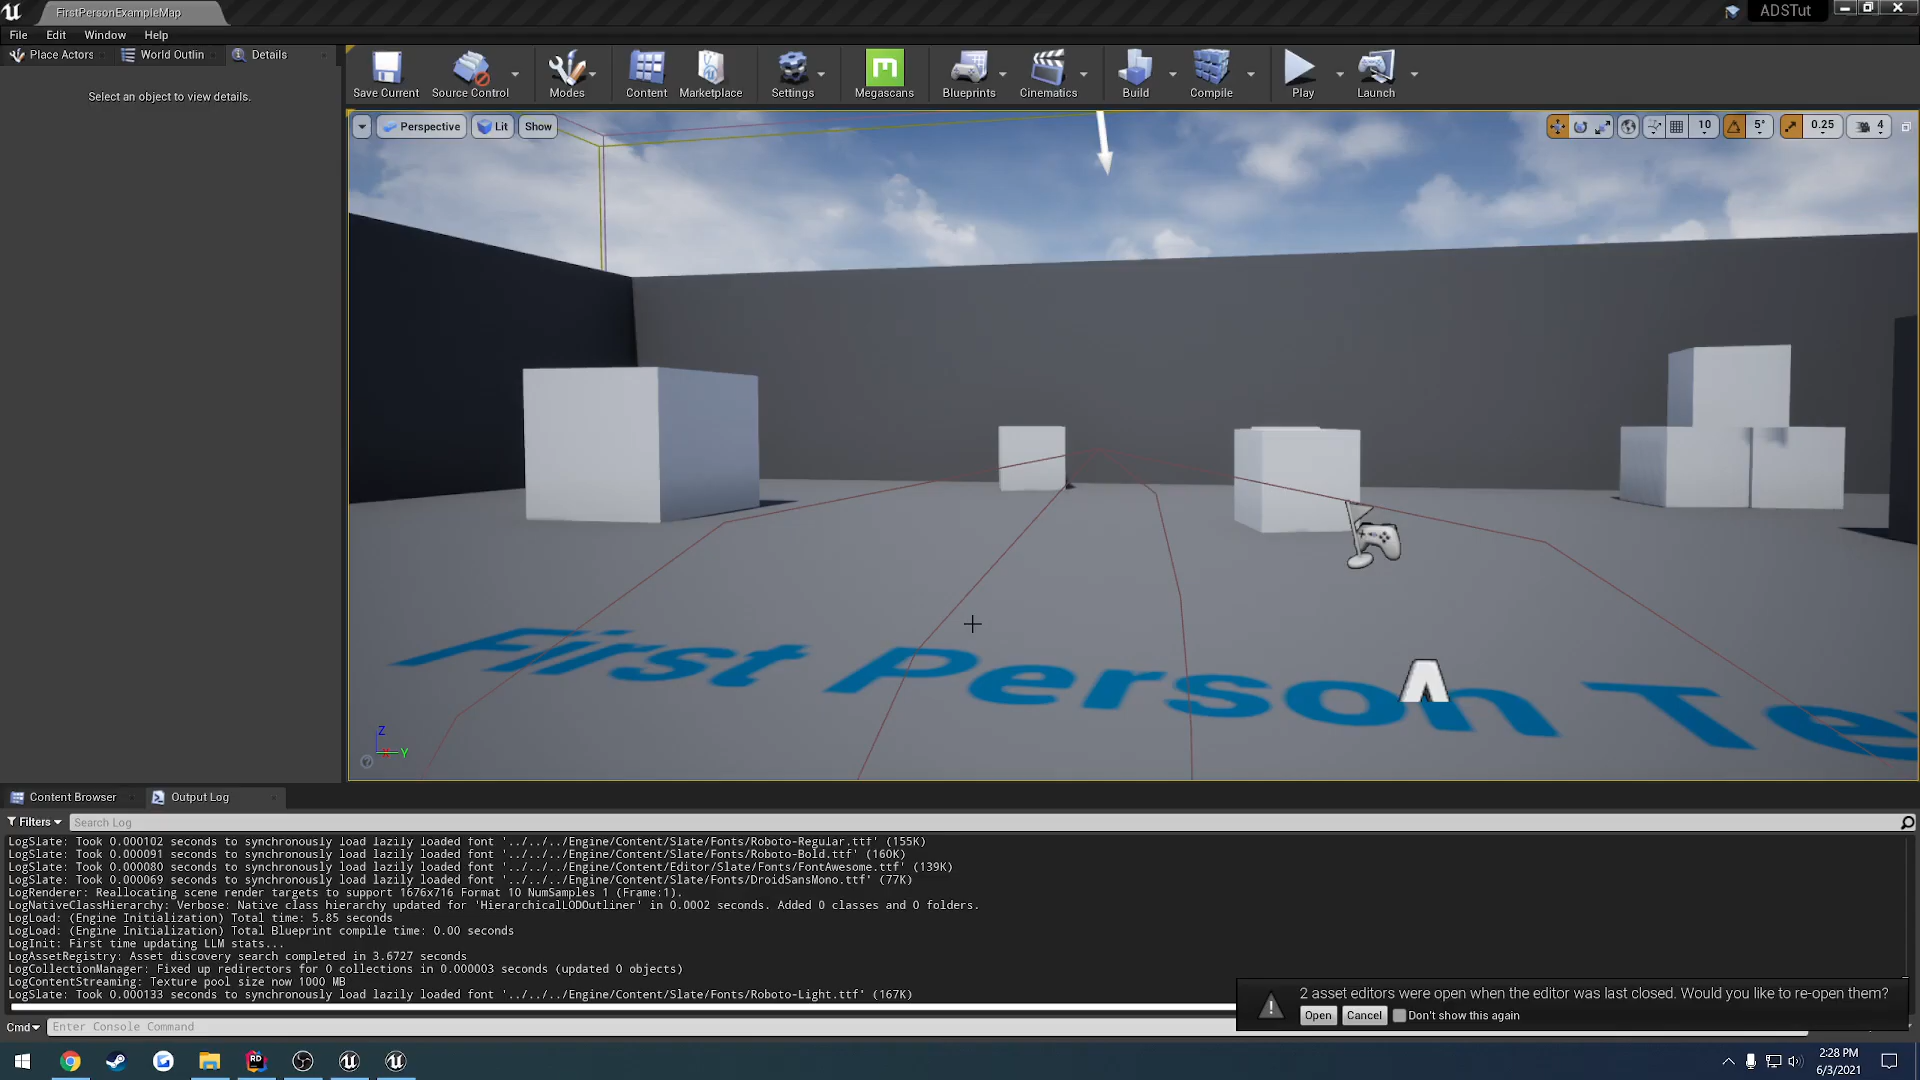 FirstPersonExampleMap
ADSTut
File Edit Window Help
Place Actors World Outlin Details
Select an object to view details.
Save Current Source Control Modes Content Marketplace Settings Megascans Blueprints Cinematics Build Compile Play Launch
Perspective Lit Show
10 5° 0.25 4
First Person Te
Z
Y
Content Browser Output Log
Filters Search Log
LogSlate: Took 0.000102 seconds to synchronously load lazily loaded font '../../../Engine/Content/Slate/Fonts/Roboto-Regular.ttf' (155K)
LogSlate: Took 0.000091 seconds to synchronously load lazily loaded font '../../../Engine/Content/Slate/Fonts/Roboto-Bold.ttf' (160K)
LogSlate: Took 0.000080 seconds to synchronously load lazily loaded font '../../../Engine/Content/Editor/Slate/Fonts/FontAwesome.ttf' (139K)
LogSlate: Took 0.000069 seconds to synchronously load lazily loaded font '../../../Engine/Content/Slate/Fonts/DroidSansMono.ttf' (77K)
LogRenderer: Reallocating scene render targets to support 1676x716 Format 10 NumSamples 1 (Frame:1).
LogNativeClassHierarchy: Verbose: Native class hierarchy updated for 'HierarchicalLODOutliner' in 0.0002 seconds. Added 0 classes and 0 folders.
LogLoad: (Engine Initialization) Total time: 5.85 seconds
LogLoad: (Engine Initialization) Total Blueprint compile time: 0.00 seconds
LogInit: First time updating LLM stats...
LogAssetRegistry: Asset discovery search completed in 3.6727 seconds
LogCollectionManager: Fixed up redirectors for 0 collections in 0.000003 seconds (updated 0 objects)
LogContentStreaming: Texture pool size now 1000 MB
LogSlate: Took 0.000133 seconds to synchronously load lazily loaded font '../../../Engine/Content/Slate/Fonts/Roboto-Light.ttf' (167K)
2 asset editors were open when the editor was last closed. Would you like to re-open them?
Open Cancel Don't show this again
Cmd Enter Console Command
2:28 PM
6/3/2021